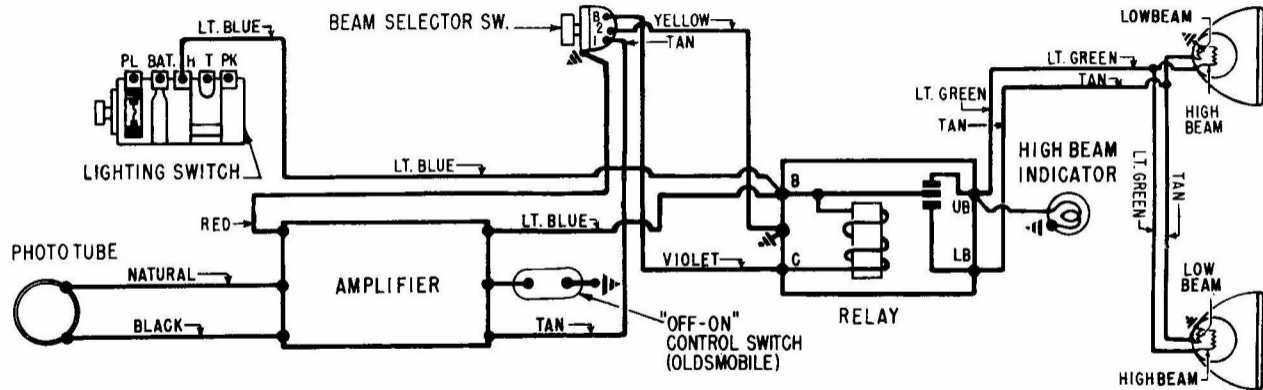 LT. BLUE
BEAM SELECTOR SW.
B
2
1
YELLOW
TAN
LOWBEAM
LT. GREEN
TAN
HIGH
BEAM
PL BAT. H T PK
LIGHTING SWITCH
LT. GREEN
TAN
LT. BLUE
HIGH BEAM
INDICATOR
LT. GREEN
TAN
B
UB
RED
LT. BLUE
PHOTO TUBE
NATURAL
AMPLIFIER
VIOLET
C
LB
LOW
BEAM
RELAY
BLACK
TAN
"OFF-ON"
CONTROL SWITCH
(OLDSMOBILE)
HIGH BEAM